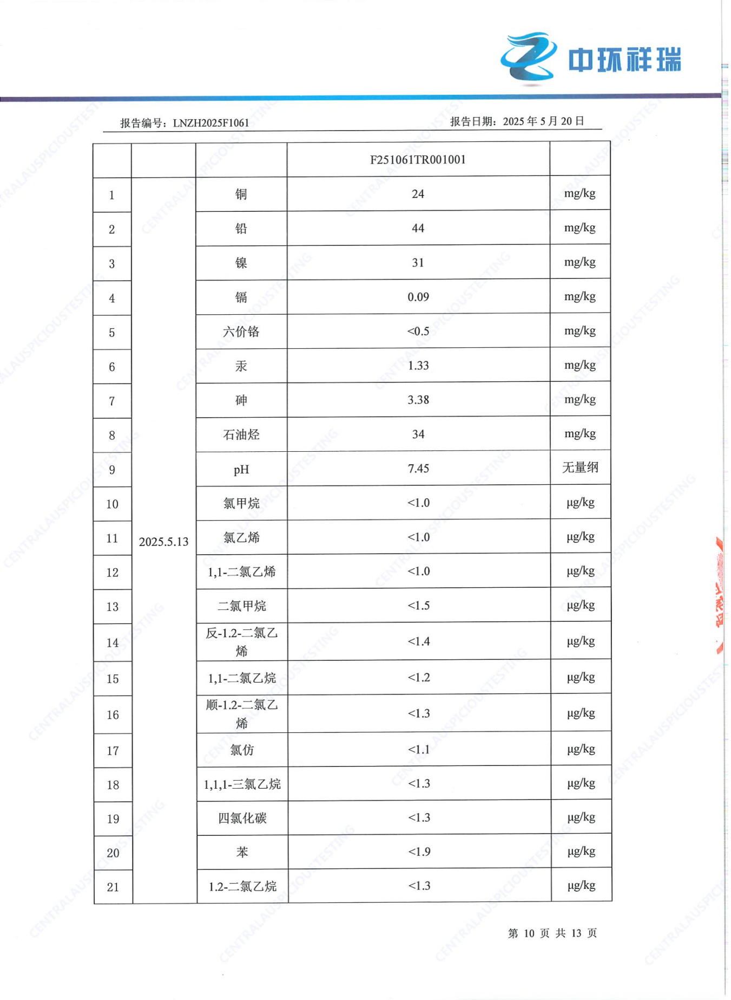 中环祥瑞
报告编号：LNZH2025F1061 报告日期：2025 年 5 月 20 日
F251061TR001001
1 铜 24 mg/kg
2 铅 44 mg/kg
3 镍 31 mg/kg
4 镉 0.09 mg/kg
5 六价铬 <0.5 mg/kg
6 汞 1.33 mg/kg
7 砷 3.38 mg/kg
8 石油烃 34 mg/kg
9 pH 7.45 无量纲
10 氯甲烷 <1.0 μg/kg
11 2025.5.13 氯乙烯 <1.0 μg/kg
12 1,1-二氯乙烯 <1.0 μg/kg
13 二氯甲烷 <1.5 μg/kg
14 反-1.2-二氯乙
烯 <1.4 μg/kg
15 1,1-二氯乙烷 <1.2 μg/kg
16 顺-1.2-二氯乙
烯 <1.3 μg/kg
17 氯仿 <1.1 μg/kg
18 1,1,1-三氯乙烷 <1.3 μg/kg
19 四氯化碳 <1.3 μg/kg
20 苯 <1.9 μg/kg
21 1.2-二氯乙烷 <1.3 μg/kg
第 10 页 共 13 页
CENTRALAUSPICIOUSTESTING